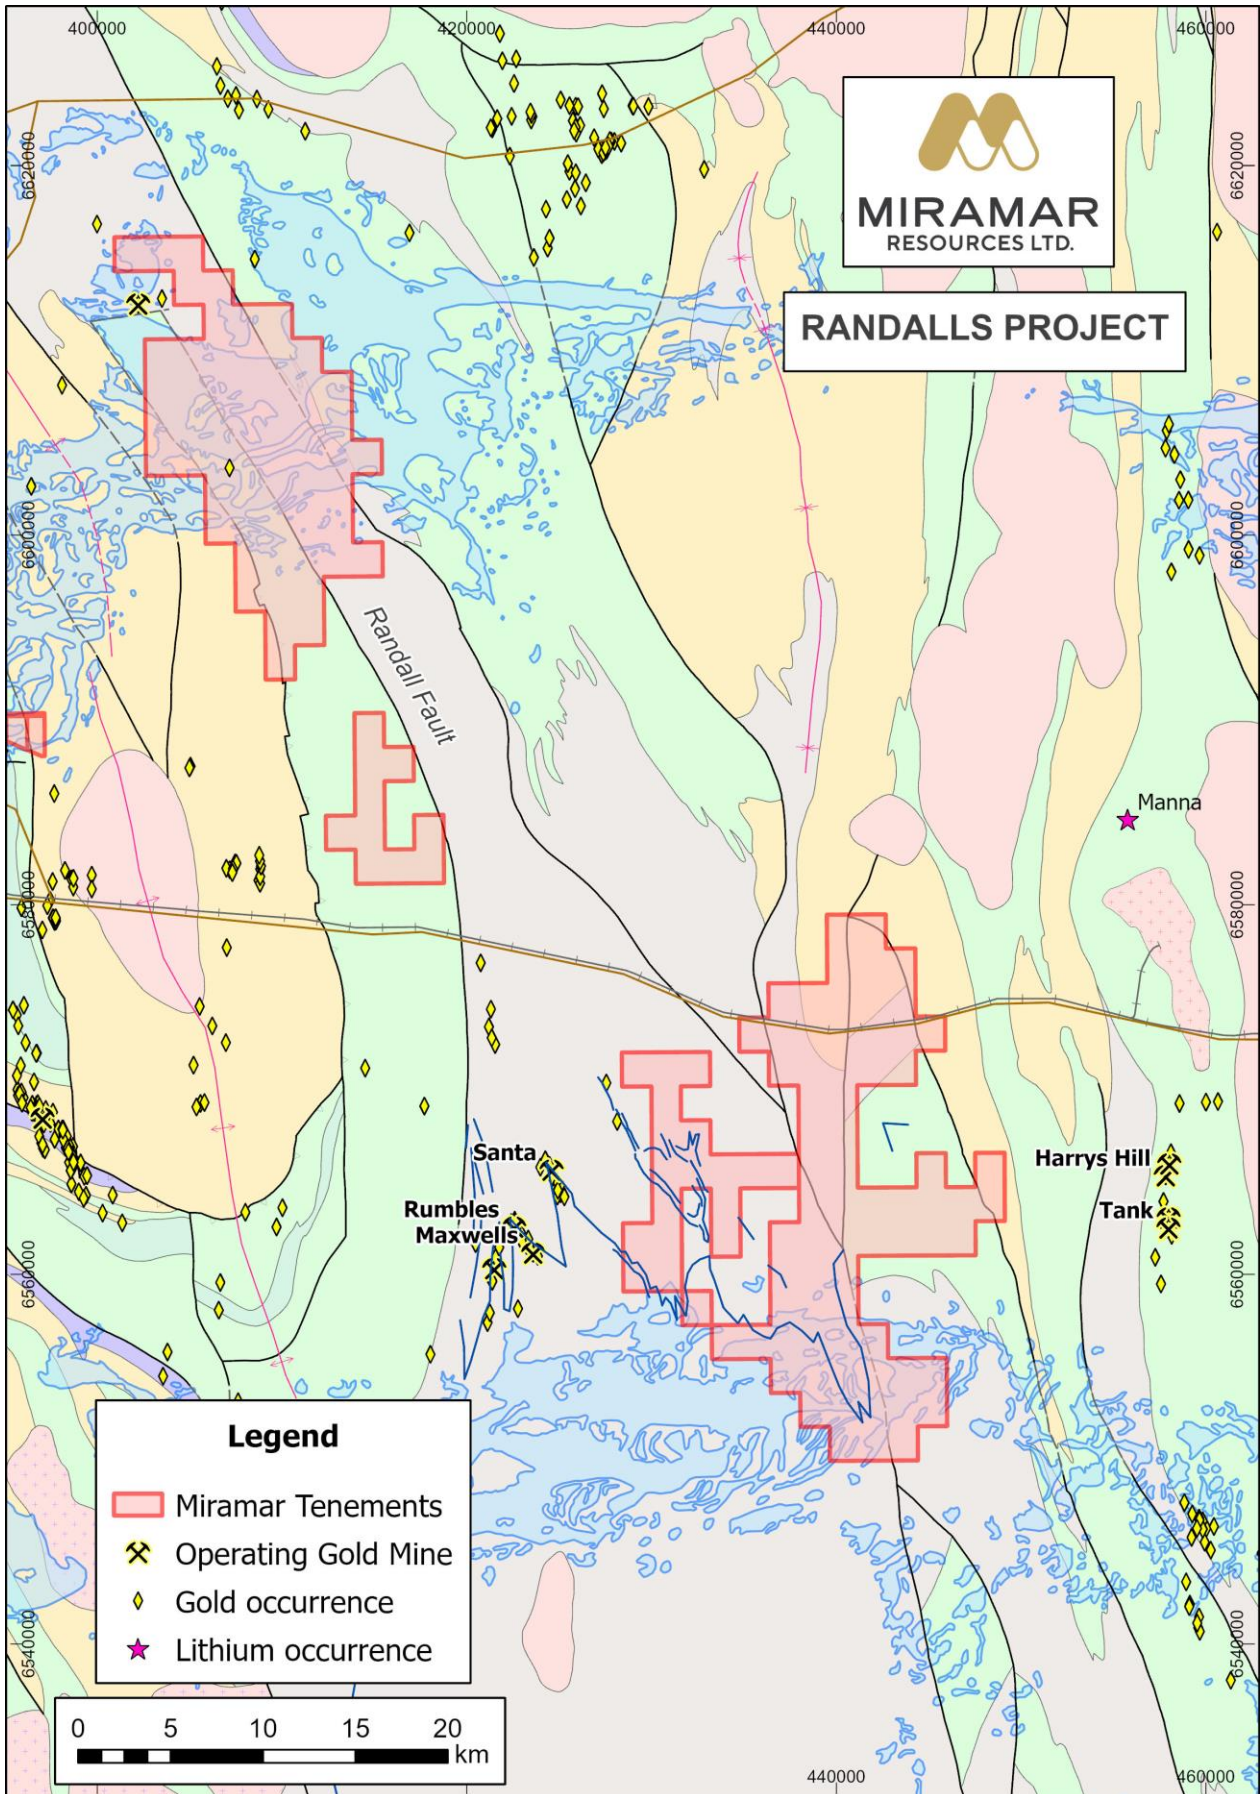 400000
420000
440000
460000
6620000
6620000
MIRAMAR
RESOURCES LTD.
RANDALLS PROJECT
6600000
6600000
Randall Fault
Manna
6580000
6580000
Santa
Rumbles
Maxwells
Harrys Hill
Tank
6560000
6560000
Legend
Miramar Tenements
Operating Gold Mine
Gold occurrence
Lithium occurrence
6540000
6540000
0 5 10 15 20
km
440000
460000